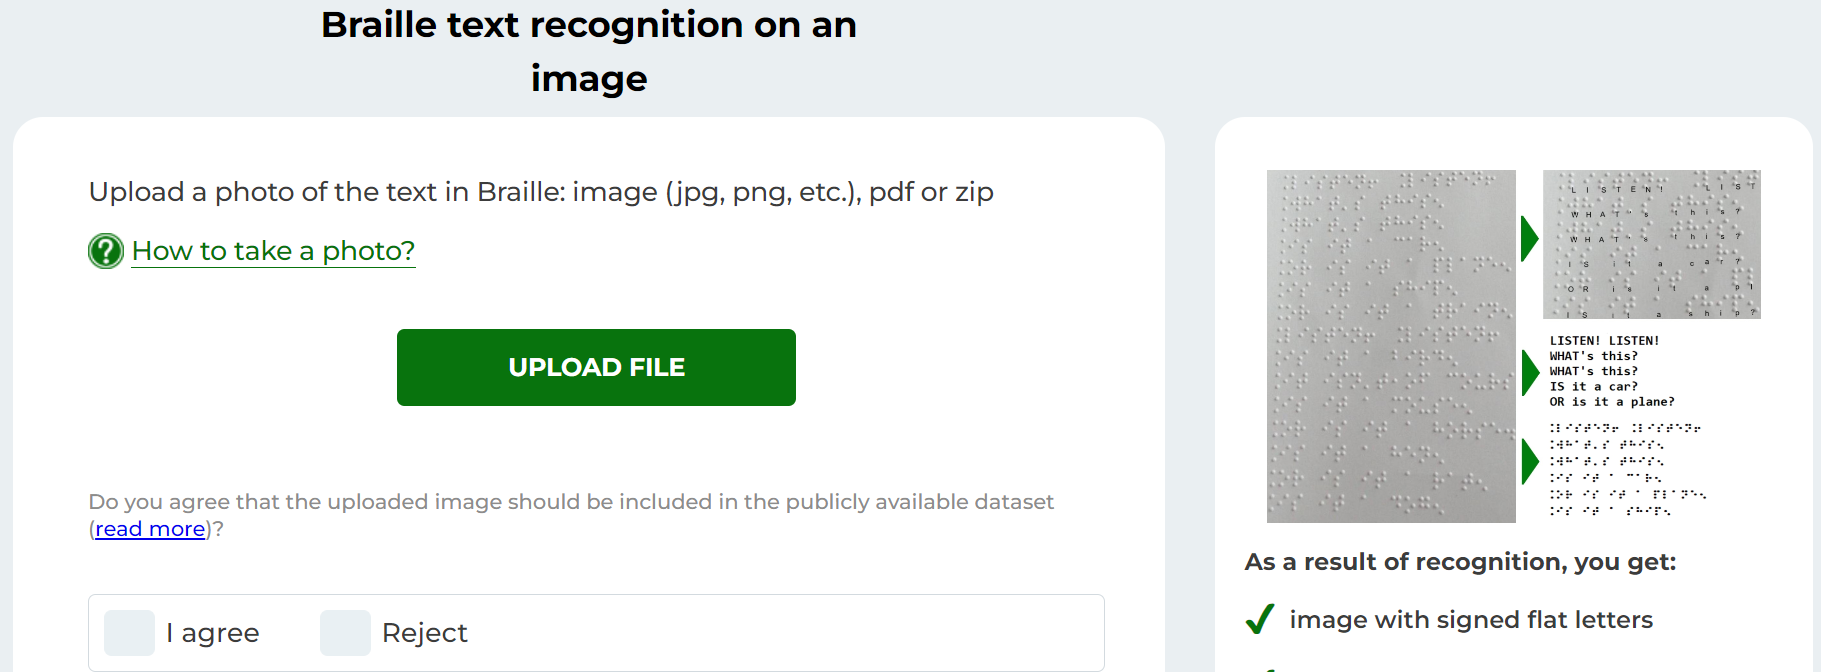 Braille text recognition on an
image
Upload a photo of the text in Braille: image (jpg, png, etc.), pdf or zip
How to take a photo?
UPLOAD FILE
Do you agree that the uploaded image should be included in the publicly available dataset
(read more)?
I agree
Reject
L I S T E N ! L I S T
W H A T ' s t h i s ?
W H A T ' s t h i s ?
I S i t a c a r ?
O R i s i t a p l
I S i t a s h i p ?
LISTEN! LISTEN!
WHAT's this?
WHAT's this?
IS it a car?
OR is it a plane?
⠨⠇⠊⠎⠞⠑⠝⠖ ⠨⠇⠊⠎⠞⠑⠝⠖
⠨⠺⠓⠁⠞⠄⠎ ⠞⠓⠊⠎⠢
⠨⠺⠓⠁⠞⠄⠎ ⠞⠓⠊⠎⠢
⠨⠊⠎ ⠊⠞ ⠁ ⠉⠁⠗⠢
⠨⠕⠗ ⠊⠎ ⠊⠞ ⠁ ⠏⠇⠁⠝⠑⠢
⠨⠊⠎ ⠊⠞ ⠁ ⠎⠓⠊⠏⠢
As a result of recognition, you get:
image with signed flat letters